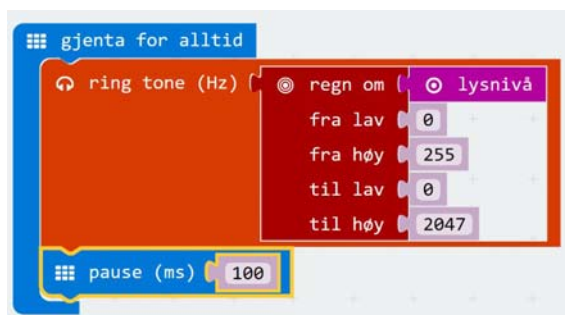 gjenta for alltid
ring tone (Hz) regn om lysnivå
fra lav 0
fra høy 255
til lav 0
til høy 2047
pause (ms) 100